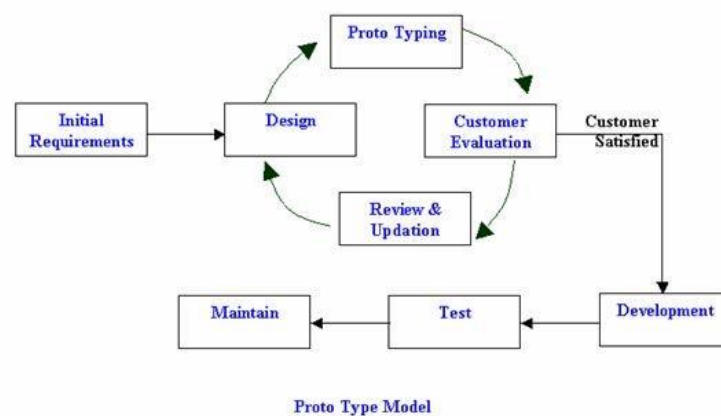 Proto Typing
Initial
Requirements
Design
Customer
Evaluation
Customer
Satisfied
Review &
Updation
Maintain
Test
Development
Proto Type Model